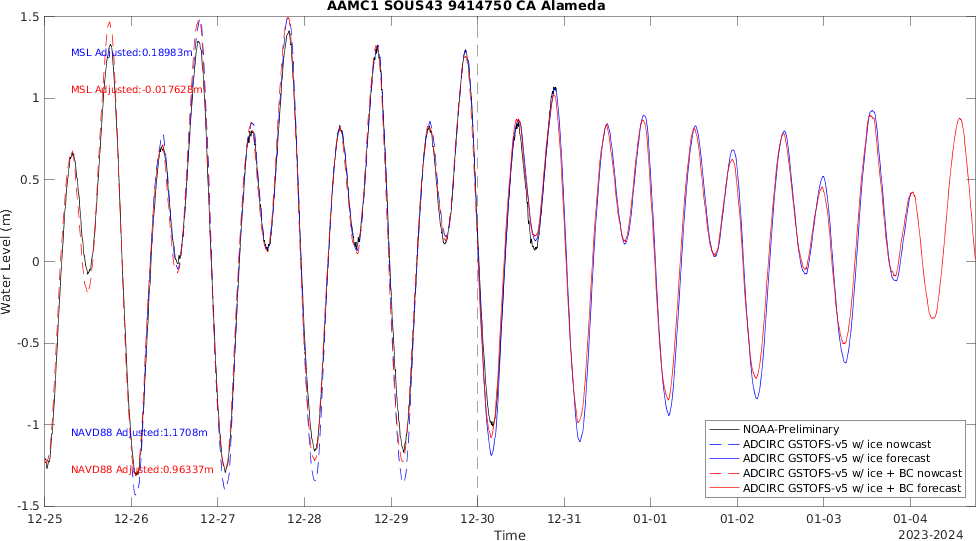 AAMC1 SOUS43 9414750 CA Alameda
1.5
1
0.5
0
-0.5
-1
-1.5
Water Level (m)
MSL Adjusted:0.18983m
MSL Adjusted:-0.017628m
NAVD88 Adjusted:1.1708m
NAVD88 Adjusted:0.96337m
NOAA-Preliminary
ADCIRC GSTOFS-v5 w/ ice nowcast
ADCIRC GSTOFS-v5 w/ ice forecast
ADCIRC GSTOFS-v5 w/ ice + BC nowcast
ADCIRC GSTOFS-v5 w/ ice + BC forecast
12-25 12-26 12-27 12-28 12-29 12-30 12-31 01-01 01-02 01-03 01-04
Time
2023-2024